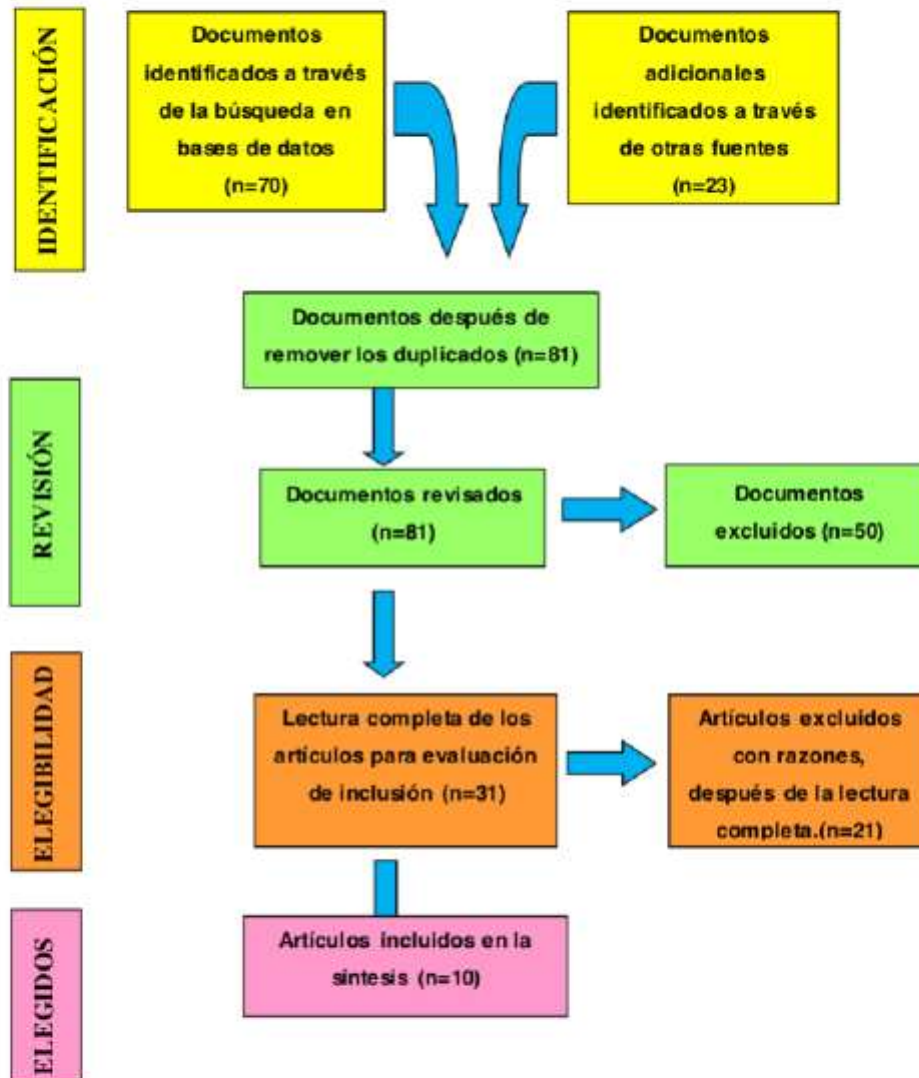 IDENTIFICACIÓN
Documentos
identificados a través
de la búsqueda en
bases de datos
(n=70)
Documentos
adicionales
identificados a través
de otras fuentes
(n=23)
Documentos después de
remover los duplicados (n=81)
REVISIÓN
Documentos revisados
(n=81)
Documentos
excluidos (n=50)
ELEGIBILIDAD
Lectura completa de los
artículos para evaluación
de inclusión (n=31)
Artículos excluidos
con razones,
después de la lectura
completa.(n=21)
ELEGIDOS
Artículos incluidos en la
síntesis (n=10)